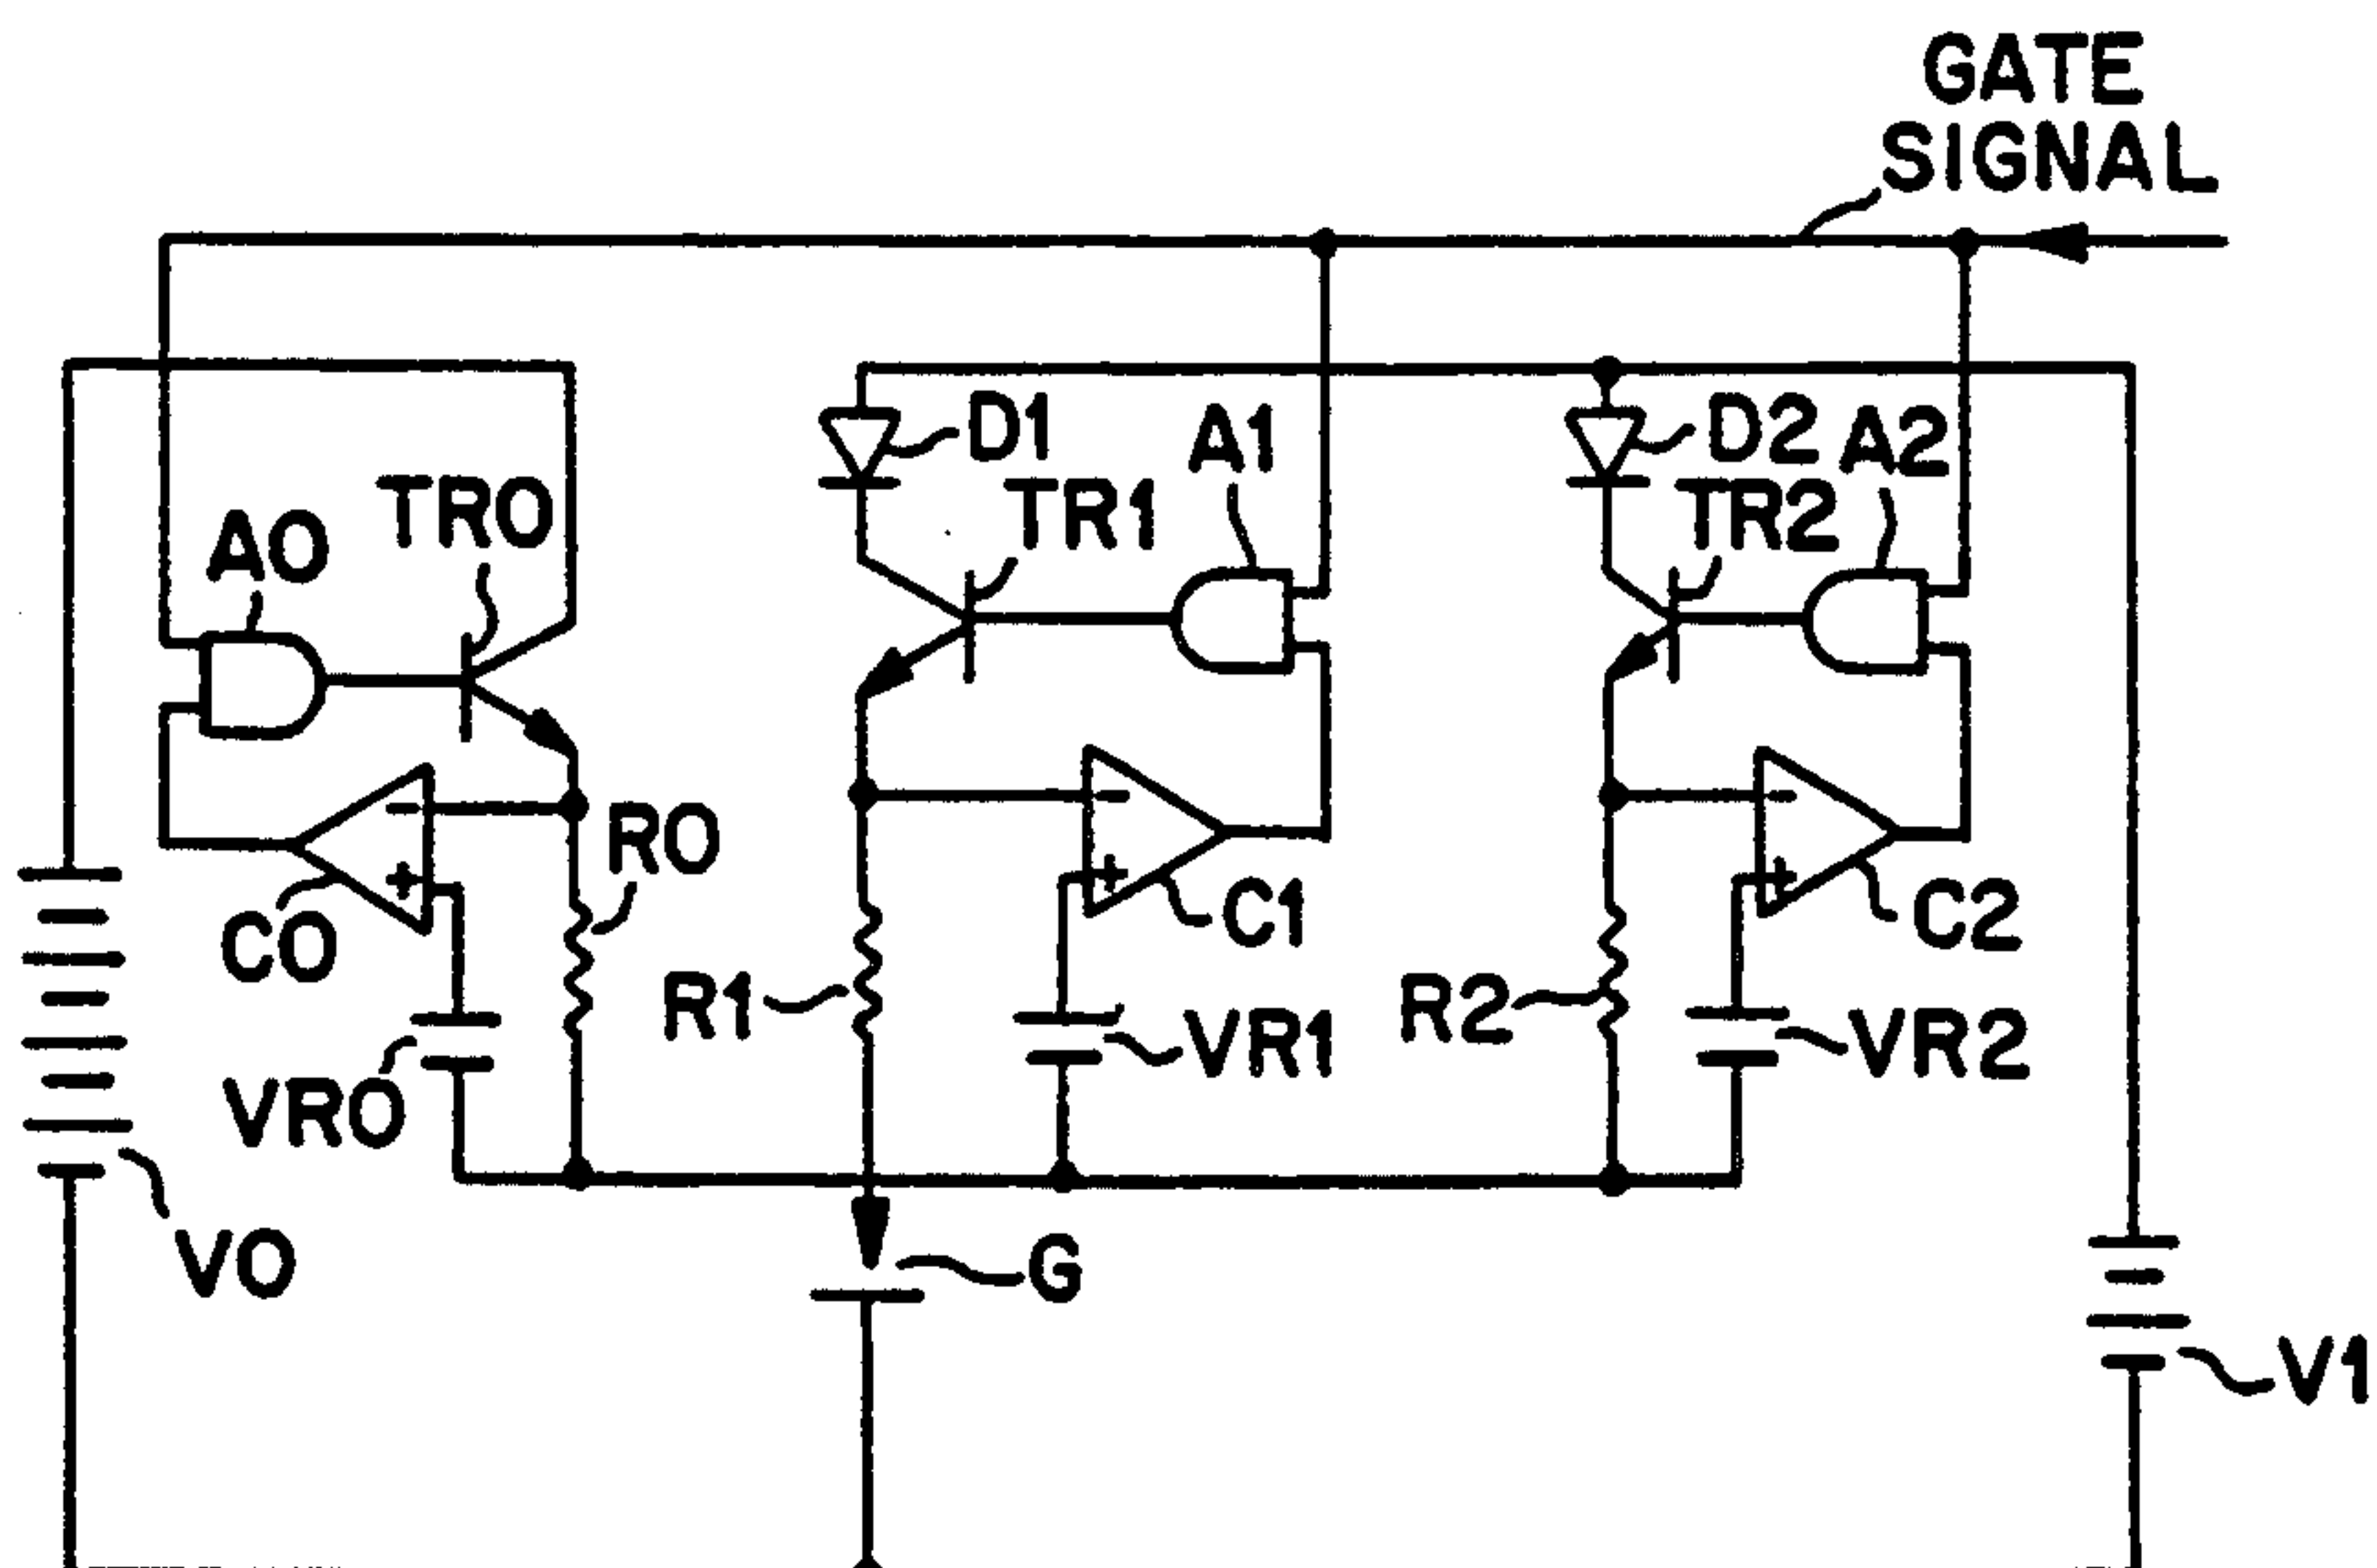 GATE
SIGNAL
D1
A1
D2
A2
TR0
TR1
TR2
A0
R0
C0
C1
C2
R1
R2
VR0
VR1
VR2
V0
G
V1
-
+
-
+
-
+